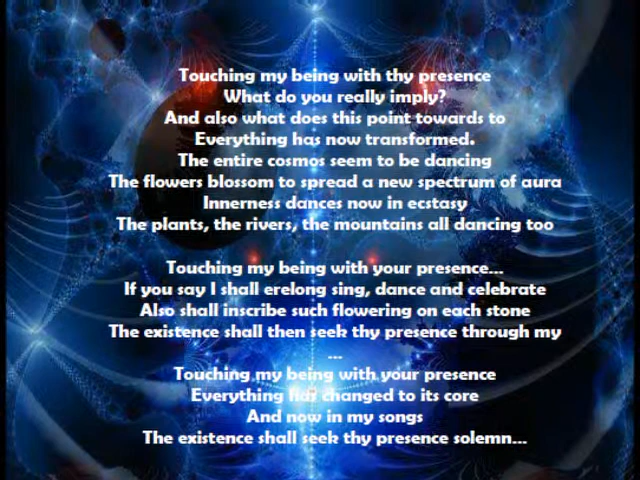 Touching my being with thy presence
What do you really imply?
And also what does this point towards to
Everything has now transformed.
The entire cosmos seem to be dancing
The flowers blossom to spread a new spectrum of aura
Innerness dances now in ecstasy
The plants, the rivers, the mountains all dancing too
Touching my being with your presence...
If you say I shall erelong sing, dance and celebrate
Also shall inscribe such flowering on each stone
The existence shall then seek thy presence through my
...
Touching my being with your presence
Everything has changed to its core
And now in my songs
The existence shall seek thy presence solemn...